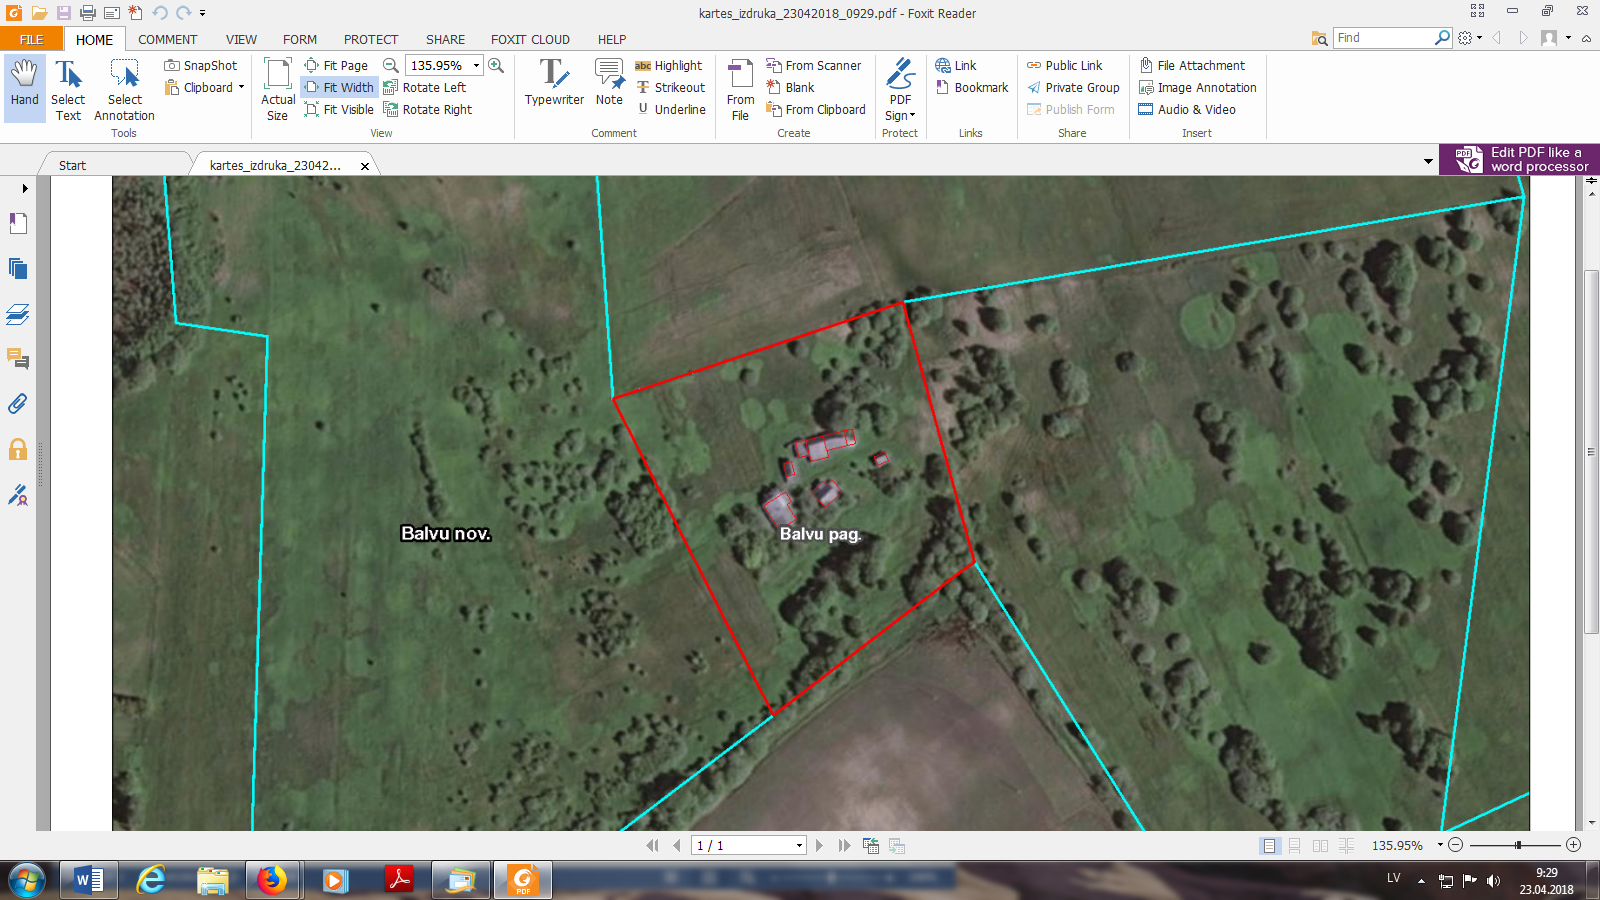 kartes_izdruka_23042018_0929.pdf - Foxit Reader
FILE HOME COMMENT VIEW FORM PROTECT SHARE FOXIT CLOUD HELP
Find
Hand
Select Text
Select Annotation
SnapShot
Clipboard
Tools
Actual Size
Fit Page
Fit Width
Fit Visible
135.95%
Rotate Left
Rotate Right
View
Typewriter
Note
abc Highlight
Strikeout
Underline
Comment
From File
From Scanner
Blank
From Clipboard
Create
PDF Sign
Protect
Link
Bookmark
Links
Public Link
Private Group
Publish Form
Share
File Attachment
Image Annotation
Audio & Video
Insert
Start
kartes_izdruka_23042...
PDF
Edit PDF like a
word processor
Balvu nov.
Balvu pag.
1 / 1
135.95%
PDF
LV
9:29
23.04.2018